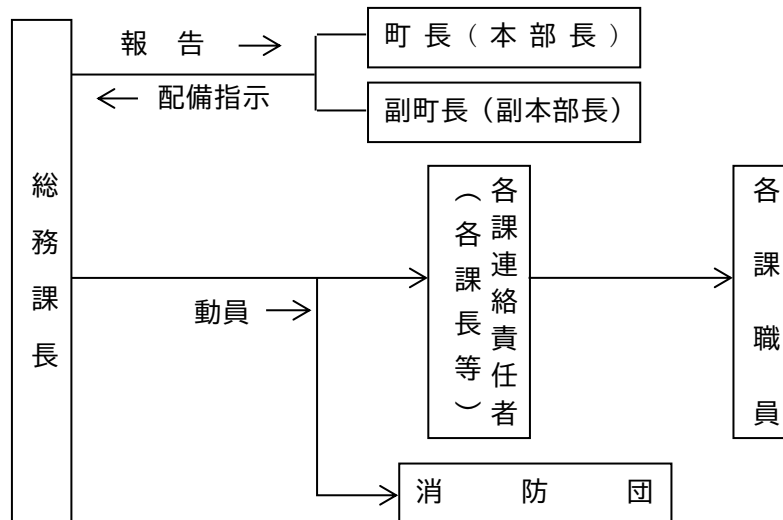 総務課長
報告
配備指示
町長（本部長）
副町長（副本部長）
動員
各課連絡責任者
（各課長等）
各課職員
消防団